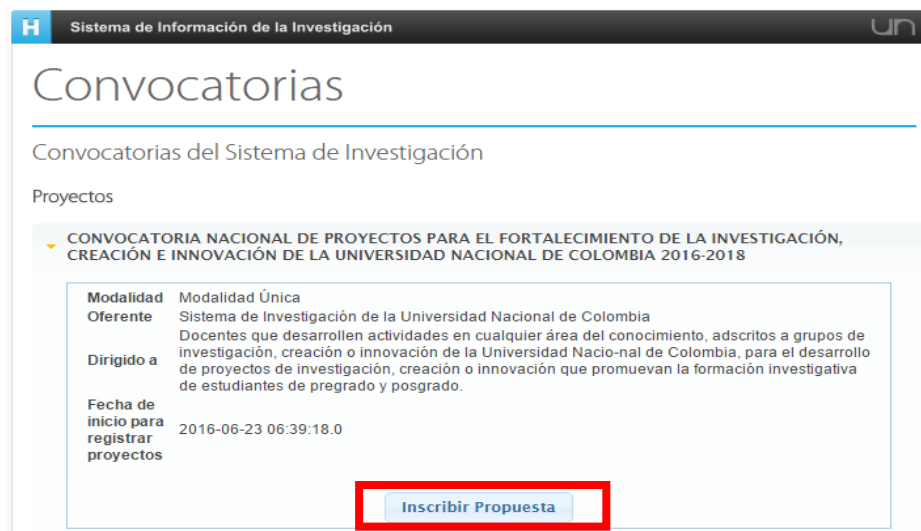 H Sistema de Información de la Investigación un
Convocatorias
Convocatorias del Sistema de Investigación
Proyectos
CONVOCATORIA NACIONAL DE PROYECTOS PARA EL FORTALECIMIENTO DE LA INVESTIGACIÓN,
CREACIÓN E INNOVACIÓN DE LA UNIVERSIDAD NACIONAL DE COLOMBIA 2016-2018
Modalidad Modalidad Única
Oferente Sistema de Investigación de la Universidad Nacional de Colombia
Dirigido a Docentes que desarrollen actividades en cualquier área del conocimiento, adscritos a grupos de
investigación, creación o innovación de la Universidad Nacio-nal de Colombia, para el desarrollo
de proyectos de investigación, creación o innovación que promuevan la formación investigativa
de estudiantes de pregrado y posgrado.
Fecha de
inicio para
registrar
proyectos
2016-06-23 06:39:18.0
Inscribir Propuesta